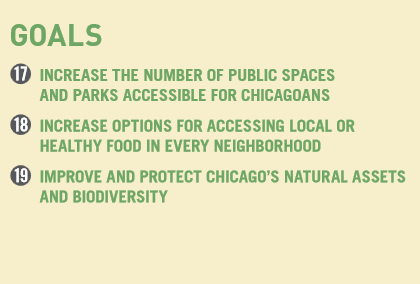 GOALS
17 INCREASE THE NUMBER OF PUBLIC SPACES
AND PARKS ACCESSIBLE FOR CHICAGOANS
18 INCREASE OPTIONS FOR ACCESSING LOCAL OR
HEALTHY FOOD IN EVERY NEIGHBORHOOD
19 IMPROVE AND PROTECT CHICAGO'S NATURAL ASSETS
AND BIODIVERSITY